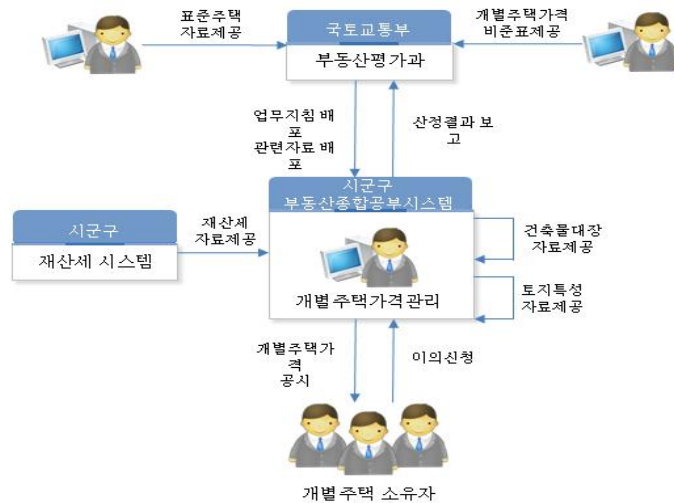 표준주택
자료제공
국토교통부
부동산평가과
개별주택가격
비준표제공
업무지침 배
포
관련자료 배
포
산정결과 보
고
시군구
부동산종합공부시스템
개별주택가격관리
시군구
재산세 시스템
재산세
자료제공
건축물대장
자료제공
토지특성
자료제공
개별주택가
격
공시
이의신청
개별주택 소유자